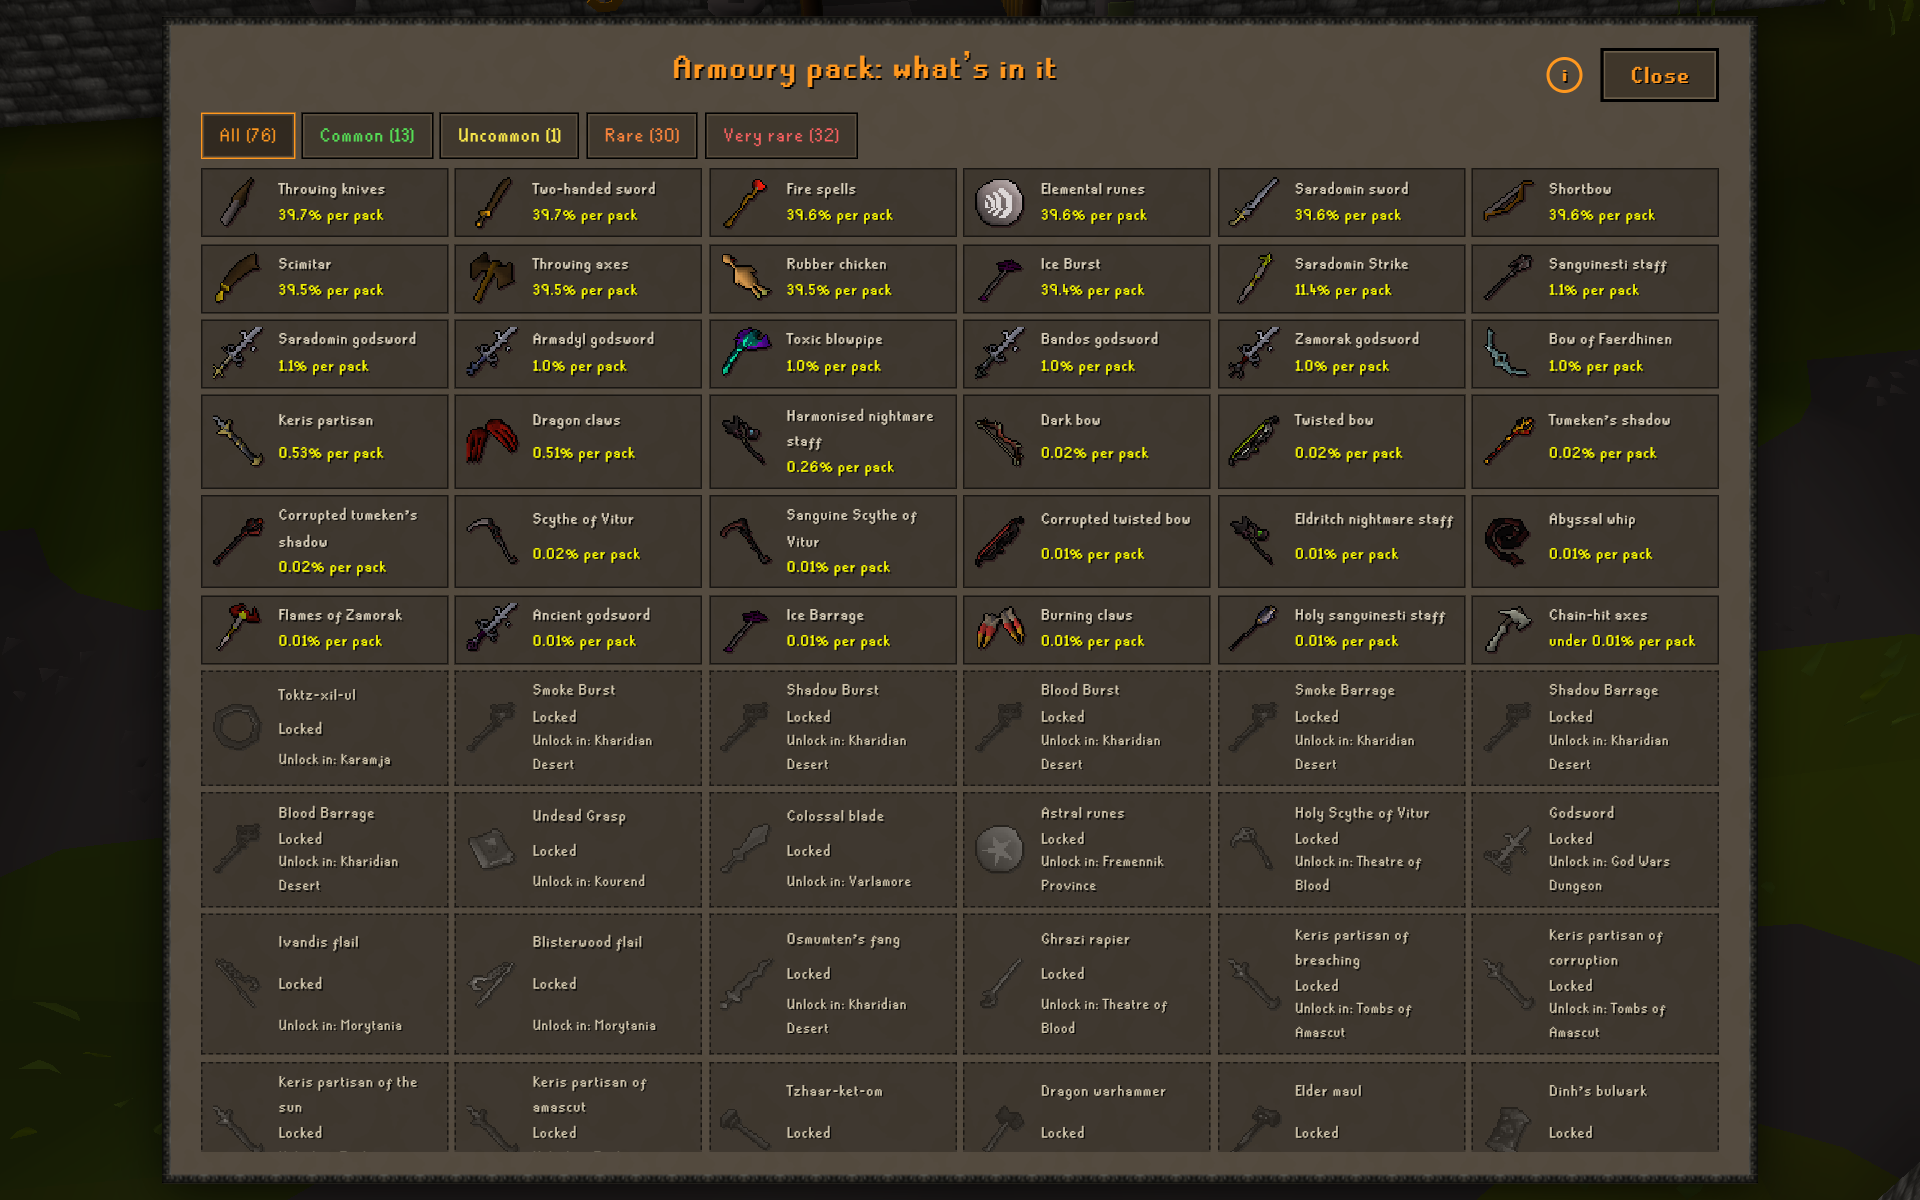 Armoury pack: what's in it
i
Close
All (76)
Common (13)
Uncommon (1)
Rare (30)
Very rare (32)
Throwing knives
39.7% per pack
Two-handed sword
39.7% per pack
Fire spells
39.6% per pack
Elemental runes
39.6% per pack
Saradomin sword
39.6% per pack
Shortbow
39.6% per pack
Scimitar
39.5% per pack
Throwing axes
39.5% per pack
Rubber chicken
39.5% per pack
Ice Burst
39.4% per pack
Saradomin Strike
11.4% per pack
Sanguinesti staff
1.1% per pack
Saradomin godsword
1.1% per pack
Armadyl godsword
1.0% per pack
Toxic blowpipe
1.0% per pack
Bandos godsword
1.0% per pack
Zamorak godsword
1.0% per pack
Bow of Faerdhinen
1.0% per pack
Keris partisan
0.53% per pack
Dragon claws
0.51% per pack
Harmonised nightmare
staff
0.26% per pack
Dark bow
0.02% per pack
Twisted bow
0.02% per pack
Tumeken's shadow
0.02% per pack
Corrupted tumeken's
shadow
0.02% per pack
Scythe of Vitur
0.02% per pack
Sanguine Scythe of
Vitur
0.01% per pack
Corrupted twisted bow
0.01% per pack
Eldritch nightmare staff
0.01% per pack
Abyssal whip
0.01% per pack
Flames of Zamorak
0.01% per pack
Ancient godsword
0.01% per pack
Ice Barrage
0.01% per pack
Burning claws
0.01% per pack
Holy sanguinesti staff
0.01% per pack
Chain-hit axes
under 0.01% per pack
Toktz-xil-ul
Locked
Unlock in: Karamja
Smoke Burst
Locked
Unlock in: Kharidian
Desert
Shadow Burst
Locked
Unlock in: Kharidian
Desert
Blood Burst
Locked
Unlock in: Kharidian
Desert
Smoke Barrage
Locked
Unlock in: Kharidian
Desert
Shadow Barrage
Locked
Unlock in: Kharidian
Desert
Blood Barrage
Locked
Unlock in: Kharidian
Desert
Undead Grasp
Locked
Unlock in: Kourend
Colossal blade
Locked
Unlock in: Varlamore
Astral runes
Locked
Unlock in: Fremennik
Province
Holy Scythe of Vitur
Locked
Unlock in: Theatre of
Blood
Godsword
Locked
Unlock in: God Wars
Dungeon
Ivandis flail
Locked
Unlock in: Morytania
Blisterwood flail
Locked
Unlock in: Morytania
Osmumten's fang
Locked
Unlock in: Kharidian
Desert
Ghrazi rapier
Locked
Unlock in: Theatre of
Blood
Keris partisan of
breaching
Locked
Unlock in: Tombs of
Amascut
Keris partisan of
corruption
Locked
Unlock in: Tombs of
Amascut
Keris partisan of the
sun
Locked
Keris partisan of
amascut
Locked
Tzhaar-ket-om
Locked
Dragon warhammer
Locked
Elder maul
Locked
Dinh's bulwark
Locked